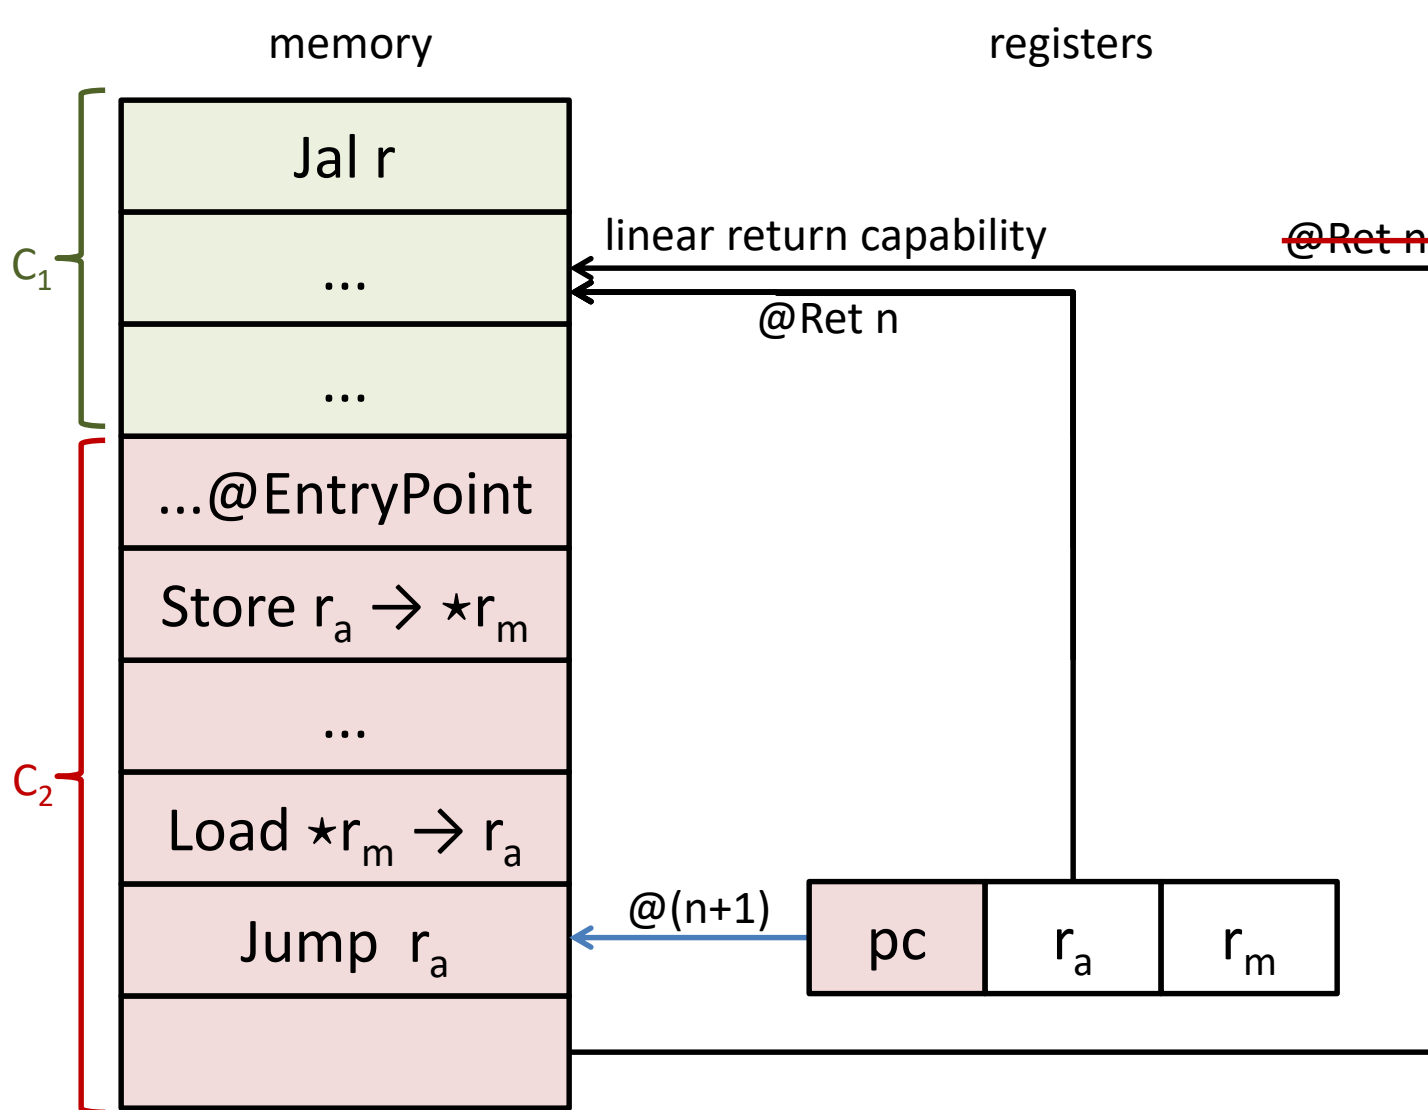 memory
registers
Jal r
linear return capability
@Ret n
C₁
...
@Ret n
...
...@EntryPoint
Store rₐ → ⋆rₘ
...
C₂
Load ⋆rₘ → rₐ
@(n+1)
Jump rₐ
pc
rₐ
rₘ